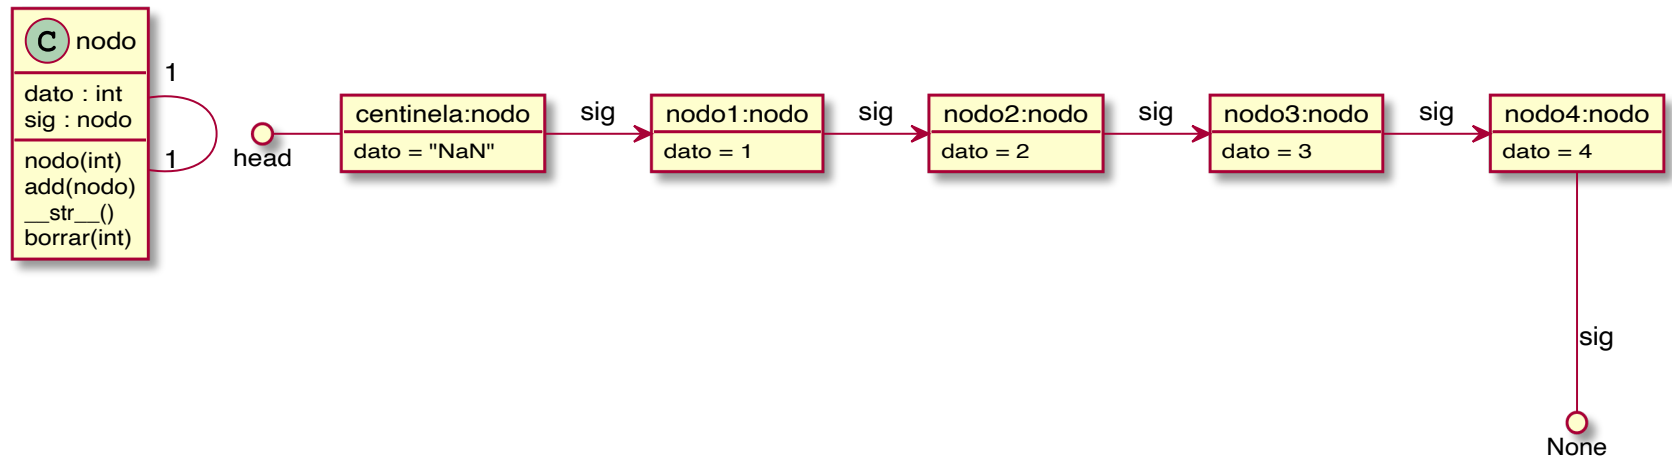 C nodo
dato : int
sig : nodo
nodo(int)
add(nodo)
__str__()
borrar(int)
1
1
head
centinela:nodo
dato = "NaN"
sig
nodo1:nodo
dato = 1
sig
nodo2:nodo
dato = 2
sig
nodo3:nodo
dato = 3
sig
nodo4:nodo
dato = 4
sig
None